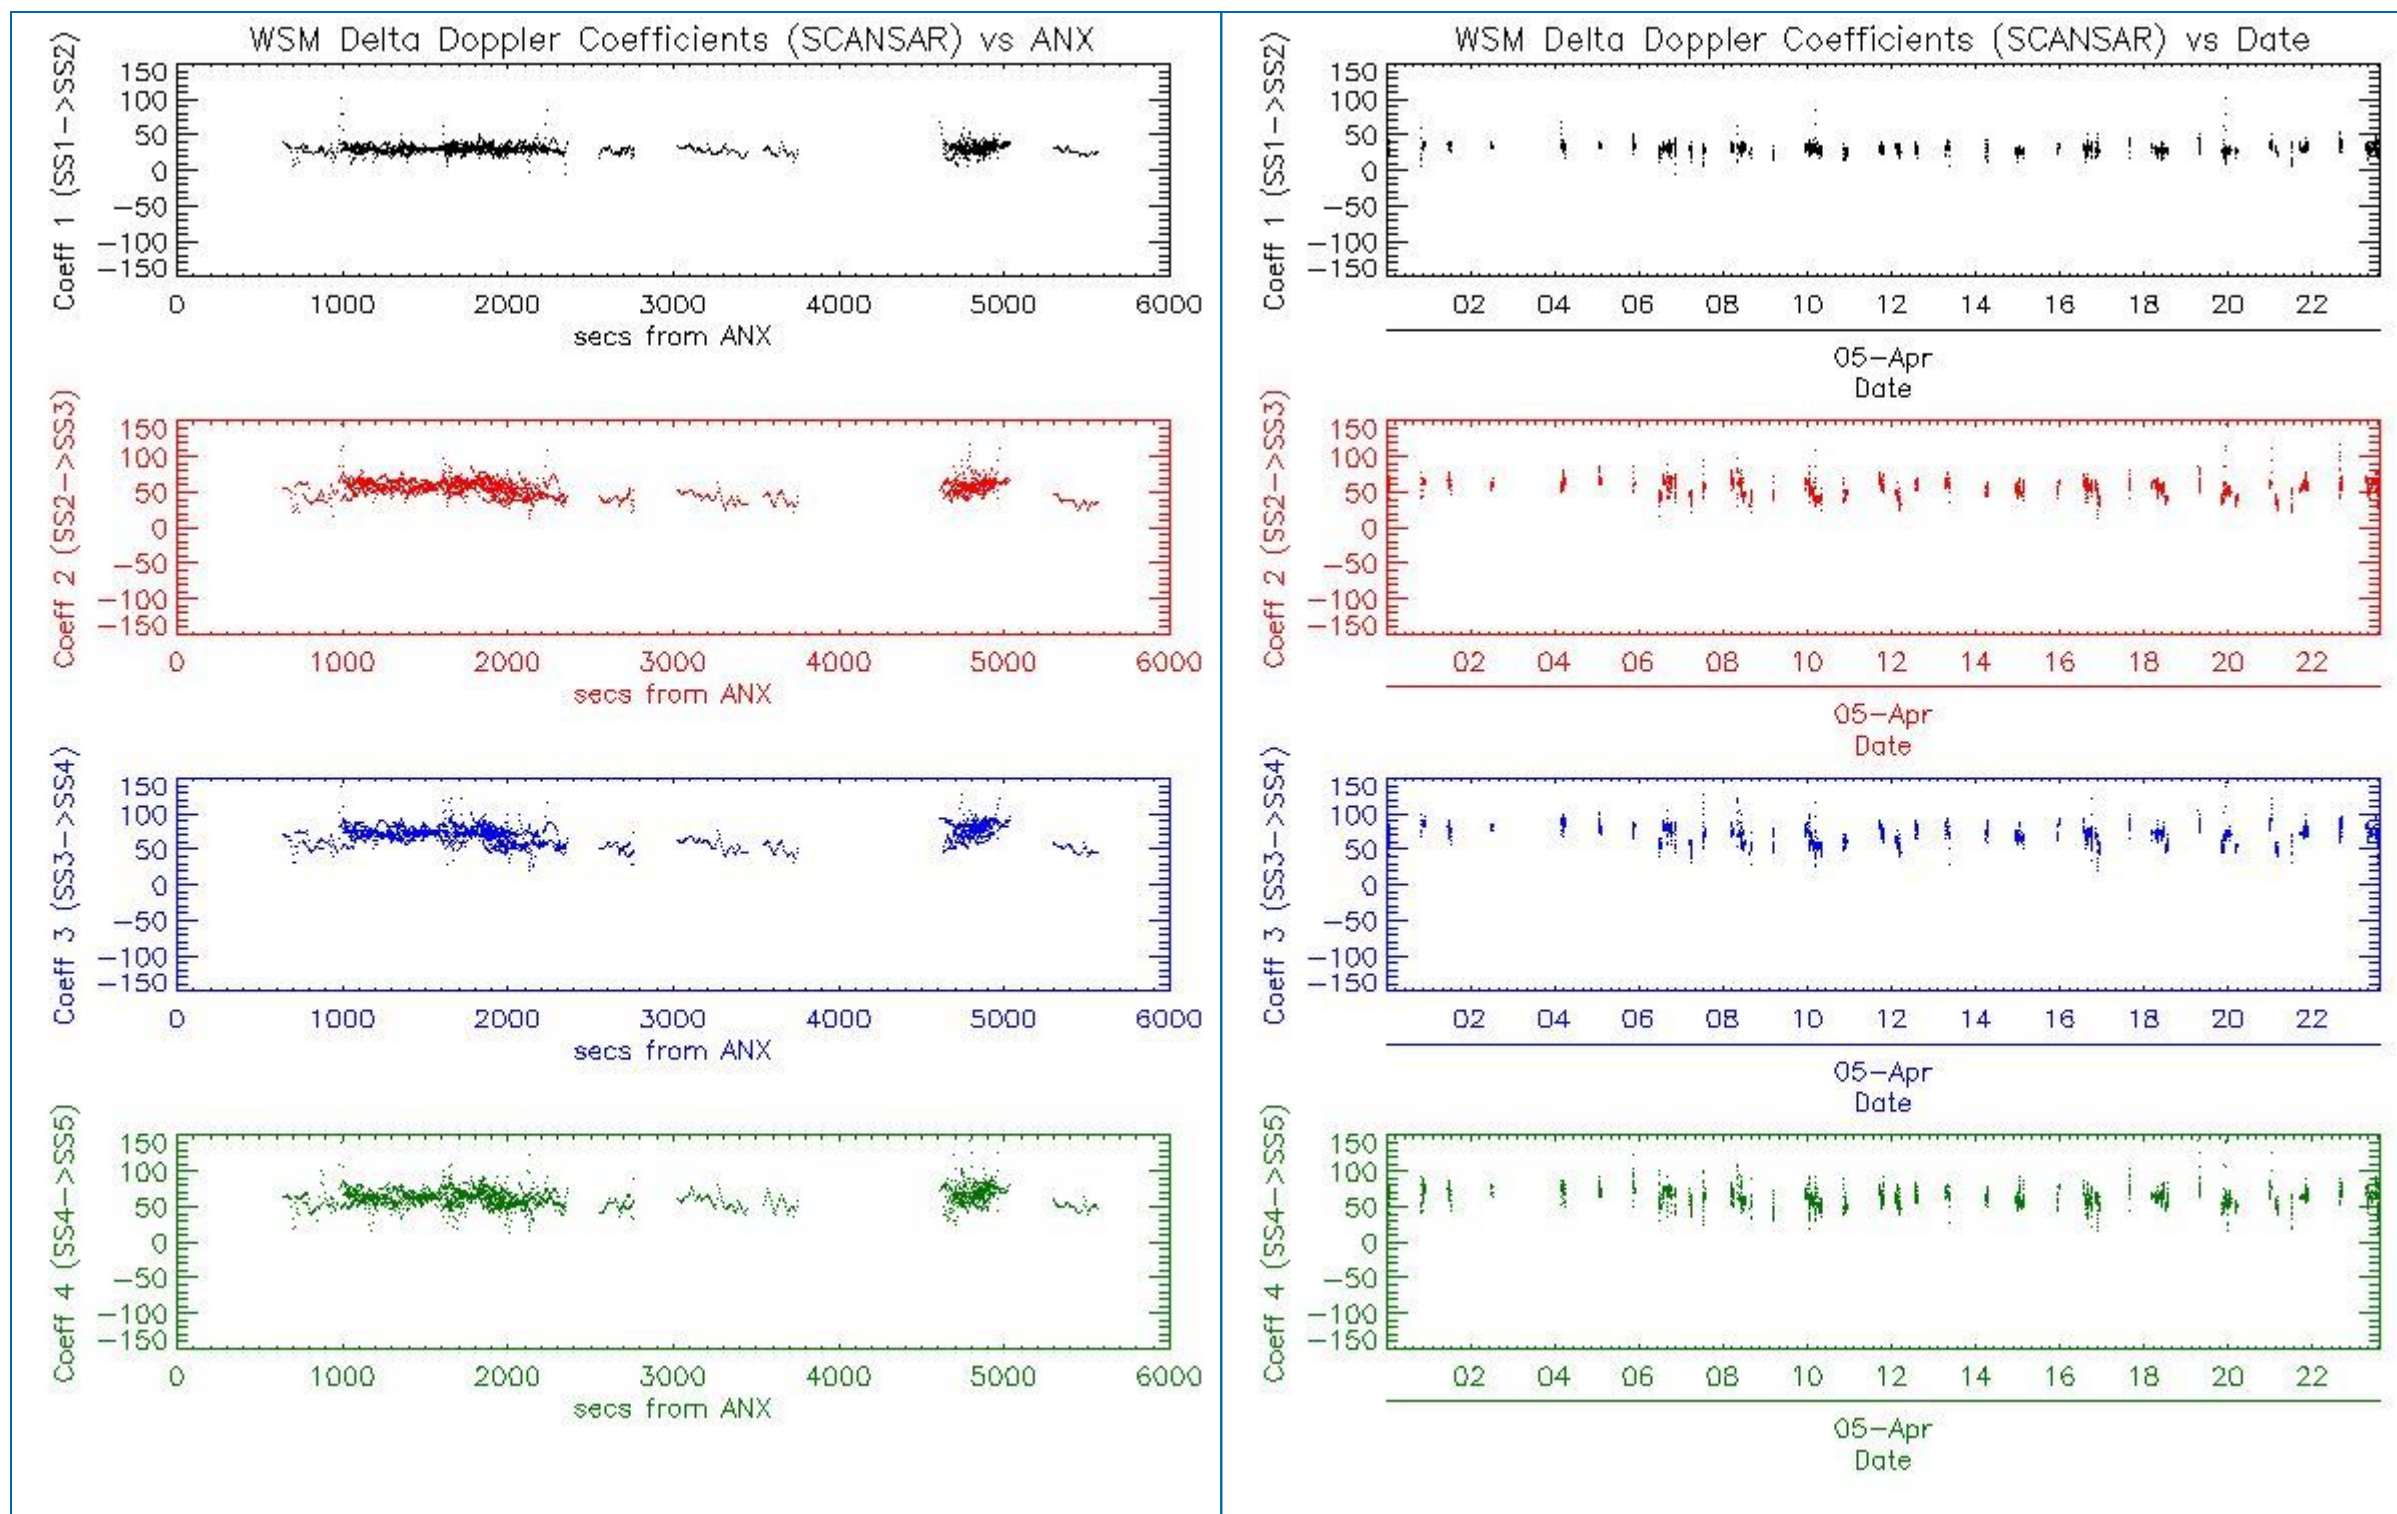 WSM Delta Doppler Coefficients (SCANSAR) vs ANX
Coeff 1 (SS1->SS2)
150
100
50
0
-50
-100
-150
0 1000 2000 3000 4000 5000 6000
secs from ANX
Coeff 2 (SS2->SS3)
150
100
50
0
-50
-100
-150
0 1000 2000 3000 4000 5000 6000
secs from ANX
Coeff 3 (SS3->SS4)
150
100
50
0
-50
-100
-150
0 1000 2000 3000 4000 5000 6000
secs from ANX
Coeff 4 (SS4->SS5)
150
100
50
0
-50
-100
-150
0 1000 2000 3000 4000 5000 6000
secs from ANX
WSM Delta Doppler Coefficients (SCANSAR) vs Date
Coeff 1 (SS1->SS2)
150
100
50
0
-50
-100
-150
02 04 06 08 10 12 14 16 18 20 22
05-Apr
Date
Coeff 2 (SS2->SS3)
150
100
50
0
-50
-100
-150
02 04 06 08 10 12 14 16 18 20 22
05-Apr
Date
Coeff 3 (SS3->SS4)
150
100
50
0
-50
-100
-150
02 04 06 08 10 12 14 16 18 20 22
05-Apr
Date
Coeff 4 (SS4->SS5)
150
100
50
0
-50
-100
-150
02 04 06 08 10 12 14 16 18 20 22
05-Apr
Date